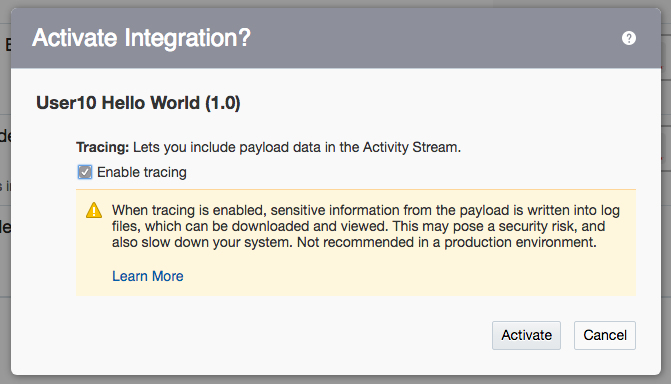 Activate Integration?
?
User10 Hello World (1.0)
Tracing: Lets you include payload data in the Activity Stream.
Enable tracing
When tracing is enabled, sensitive information from the payload is written into log
files, which can be downloaded and viewed. This may pose a security risk, and
also slow down your system. Not recommended in a production environment.
Learn More
Activate
Cancel